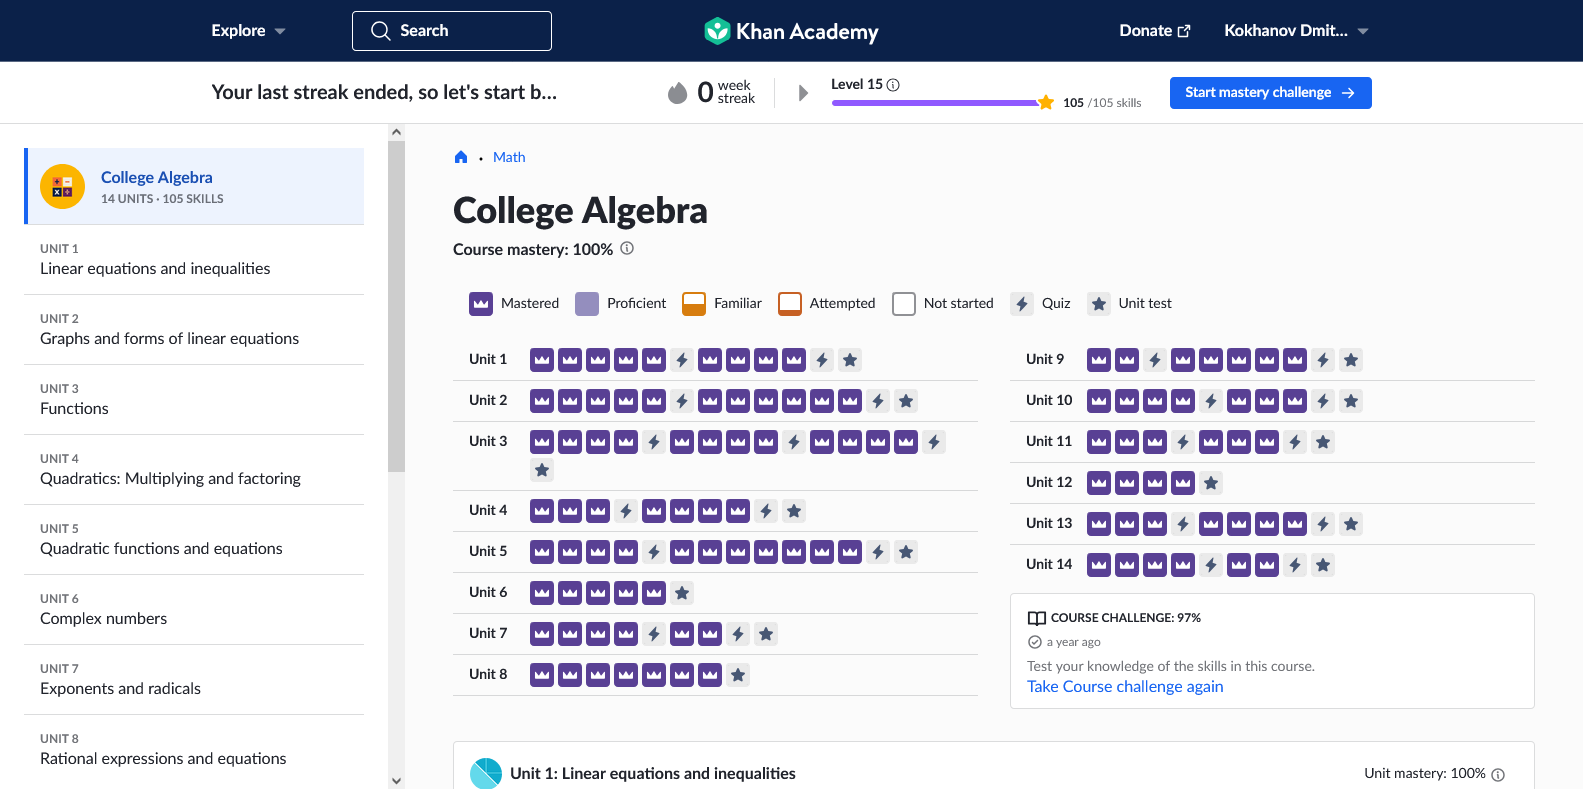 Explore
Search
Khan Academy
Donate
Kokhanov Dmit...
Your last streak ended, so let's start b...
0 week streak
Level 15
105 /105 skills
Start mastery challenge
College Algebra
14 UNITS · 105 SKILLS
UNIT 1
Linear equations and inequalities
UNIT 2
Graphs and forms of linear equations
UNIT 3
Functions
UNIT 4
Quadratics: Multiplying and factoring
UNIT 5
Quadratic functions and equations
UNIT 6
Complex numbers
UNIT 7
Exponents and radicals
UNIT 8
Rational expressions and equations
Math
College Algebra
Course mastery: 100%
Mastered
Proficient
Familiar
Attempted
Not started
Quiz
Unit test
Unit 1
Unit 2
Unit 3
Unit 4
Unit 5
Unit 6
Unit 7
Unit 8
Unit 9
Unit 10
Unit 11
Unit 12
Unit 13
Unit 14
COURSE CHALLENGE: 97%
a year ago
Test your knowledge of the skills in this course.
Take Course challenge again
Unit 1: Linear equations and inequalities
Unit mastery: 100%